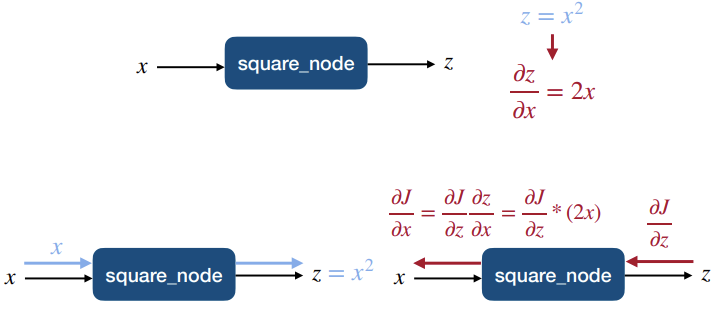 z = x²
x square_node z
∂z/∂x = 2x
∂J/∂x = ∂J/∂z ∂z/∂x = ∂J/∂z * (2x)
∂J/∂z
x
x square_node z = x²
x square_node z